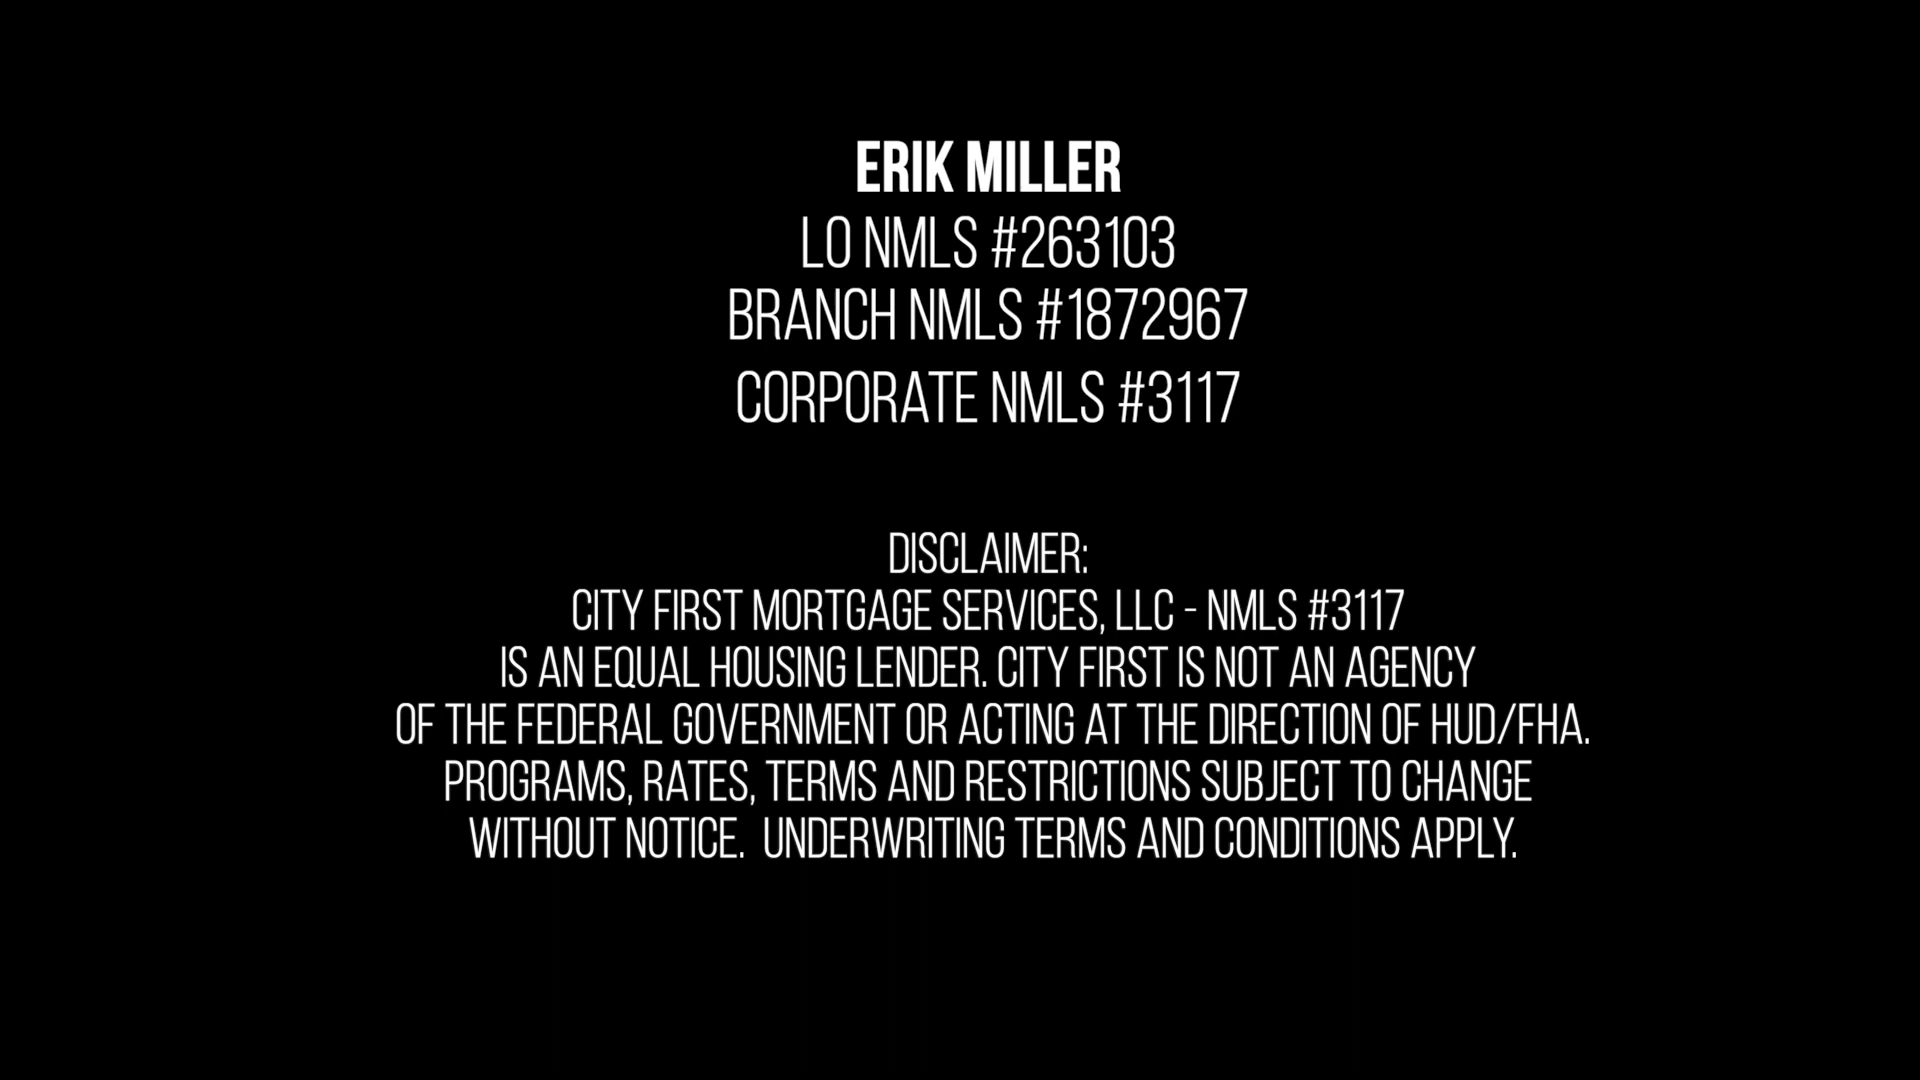 ERIK MILLER
LO NMLS #263103
BRANCH NMLS #1872967
CORPORATE NMLS #3117
DISCLAIMER:
CITY FIRST MORTGAGE SERVICES, LLC - NMLS #3117
IS AN EQUAL HOUSING LENDER. CITY FIRST IS NOT AN AGENCY
OF THE FEDERAL GOVERNMENT OR ACTING AT THE DIRECTION OF HUD/FHA.
PROGRAMS, RATES, TERMS AND RESTRICTIONS SUBJECT TO CHANGE
WITHOUT NOTICE.  UNDERWRITING TERMS AND CONDITIONS APPLY.